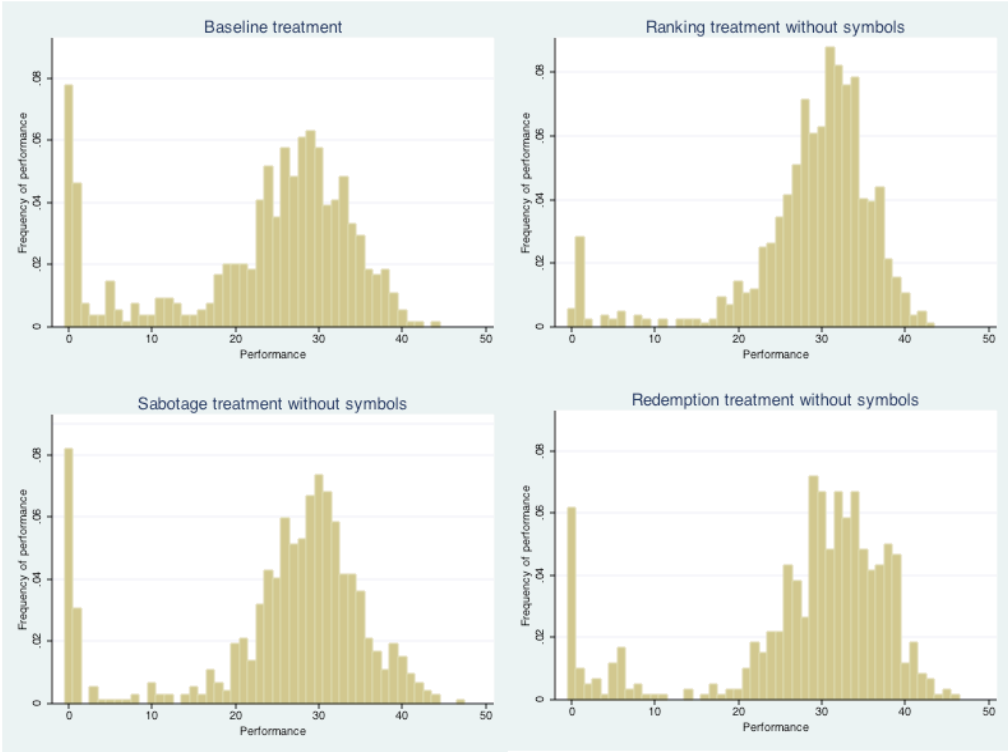 Baseline treatment
Frequency of performance
.08
.06
.04
.02
0
0 10 20 30 40 50
Performance
Ranking treatment without symbols
Frequency of performance
.08
.06
.04
.02
0
0 10 20 30 40 50
Performance
Sabotage treatment without symbols
Frequency of performance
.08
.06
.04
.02
0
0 10 20 30 40 50
Performance
Redemption treatment without symbols
Frequency of performance
.08
.06
.04
.02
0
0 10 20 30 40 50
Performance